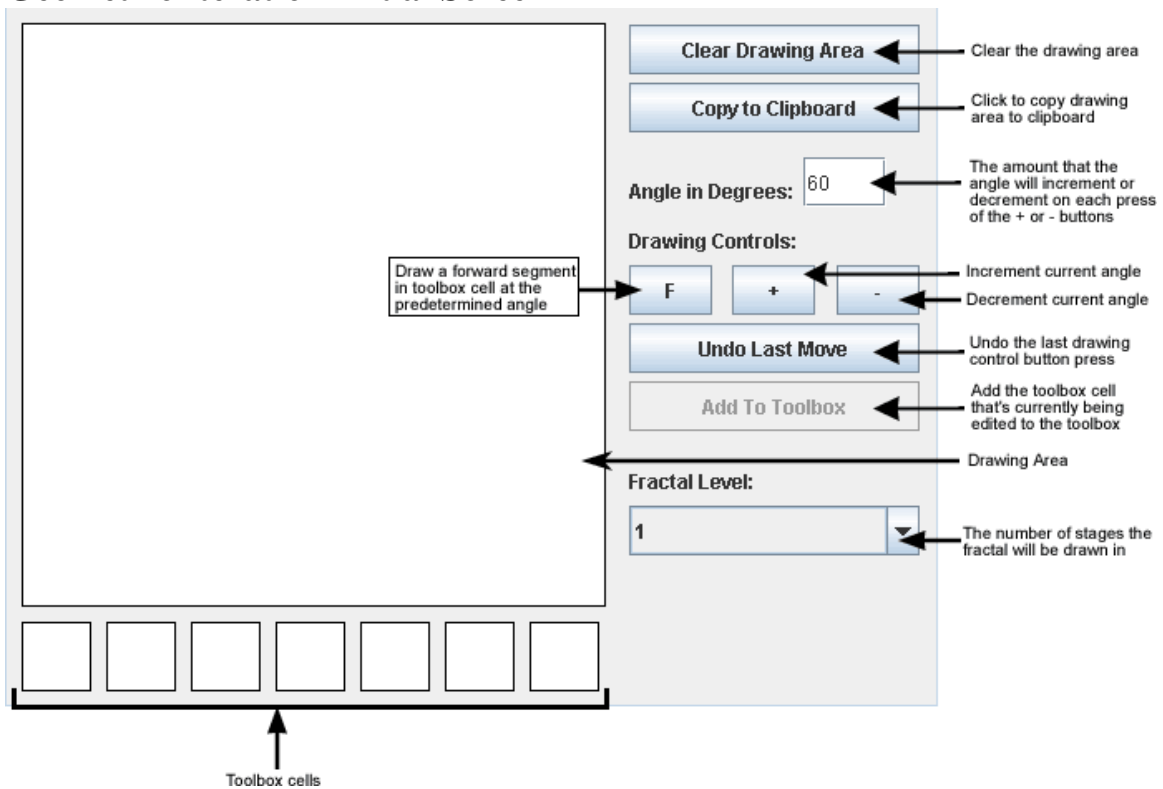 Clear Drawing Area
Clear the drawing area
Copy to Clipboard
Click to copy drawing
area to clipboard
Angle in Degrees:
60
The amount that the
angle will increment or
decrement on each press
of the + or - buttons
Drawing Controls:
Draw a forward segment
in toolbox cell at the
predetermined angle
F
+
-
Increment current angle
Decrement current angle
Undo Last Move
Undo the last drawing
control button press
Add To Toolbox
Add the toolbox cell
that's currently being
edited to the toolbox
Drawing Area
Fractal Level:
1
The number of stages the
fractal will be drawn in
Toolbox cells